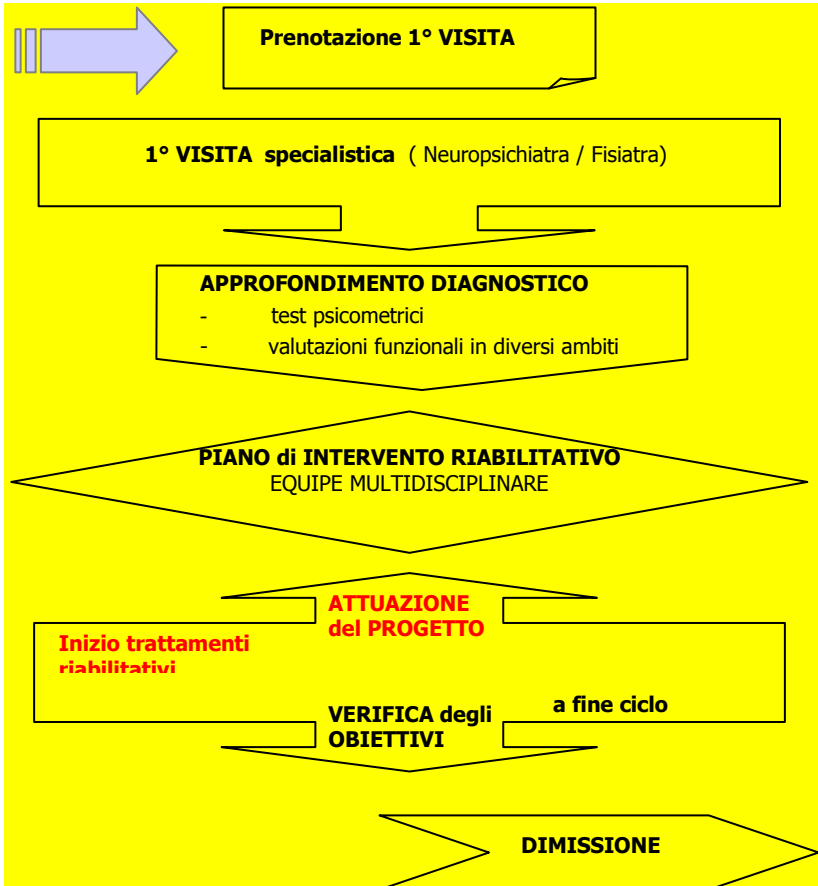 Prenotazione 1° VISITA
1° VISITA specialistica ( Neuropsichiatra / Fisiatra)
APPROFONDIMENTO DIAGNOSTICO
- test psicometrici
- valutazioni funzionali in diversi ambiti
PIANO di INTERVENTO RIABILITATIVO
EQUIPE MULTIDISCIPLINARE
ATTUAZIONE
del PROGETTO
Inizio trattamenti
riabilitativi
a fine ciclo
VERIFICA degli
OBIETTIVI
DIMISSIONE